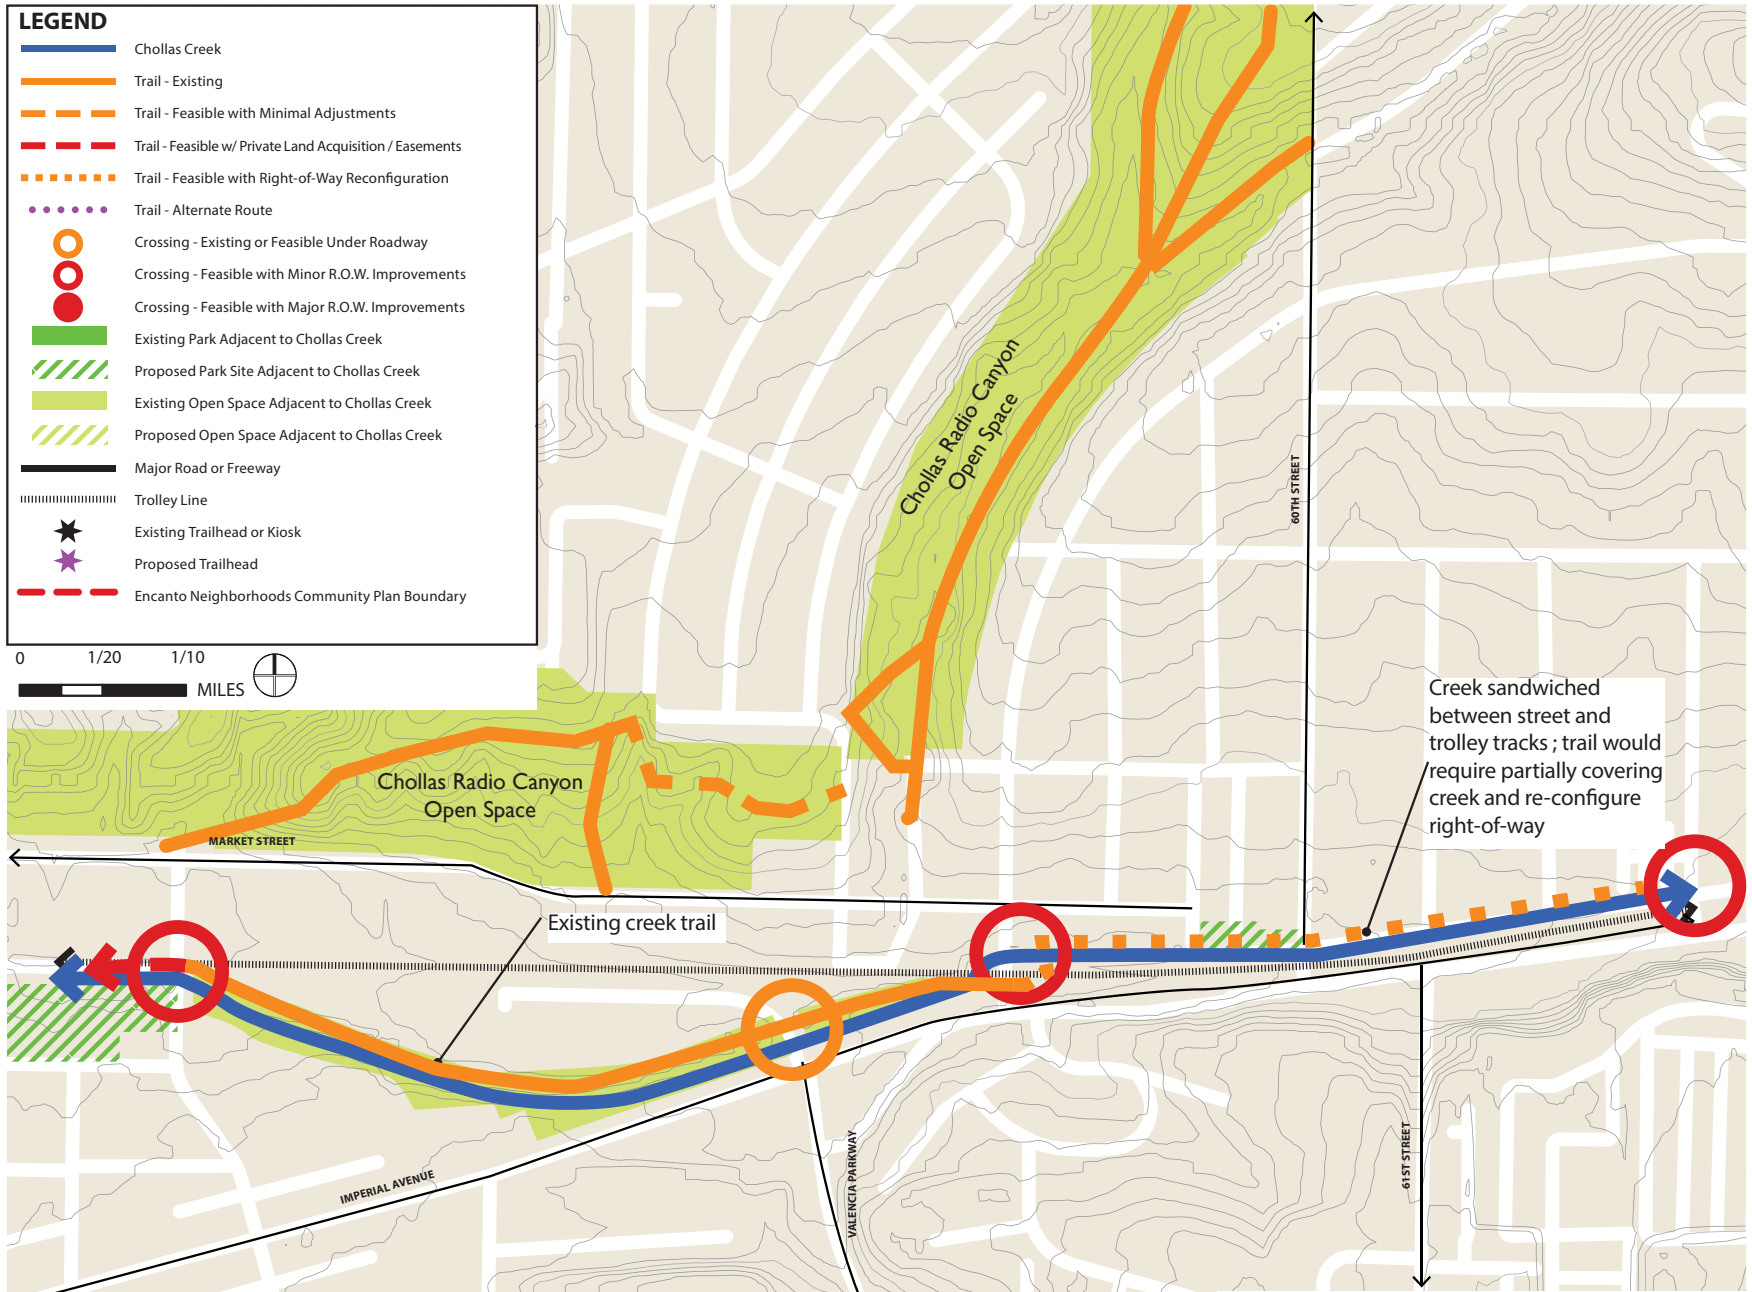 LEGEND
Chollas Creek
Trail - Existing
Trail - Feasible with Minimal Adjustments
Trail - Feasible w/ Private Land Acquisition / Easements
Trail - Feasible with Right-of-Way Reconfiguration
Trail - Alternate Route
Crossing - Existing or Feasible Under Roadway
Crossing - Feasible with Minor R.O.W. Improvements
Crossing - Feasible with Major R.O.W. Improvements
Existing Park Adjacent to Chollas Creek
Proposed Park Site Adjacent to Chollas Creek
Existing Open Space Adjacent to Chollas Creek
Proposed Open Space Adjacent to Chollas Creek
Major Road or Freeway
Trolley Line
Existing Trailhead or Kiosk
Proposed Trailhead
Encanto Neighborhoods Community Plan Boundary
0 1/20 1/10
MILES
Chollas Radio Canyon
Open Space
60TH STREET
Creek sandwiched
between street and
trolley tracks ; trail would
require partially covering
creek and re-configure
right-of-way
Chollas Radio Canyon
Open Space
MARKET STREET
Existing creek trail
IMPERIAL AVENUE
VALENCIA PARKWAY
61ST STREET